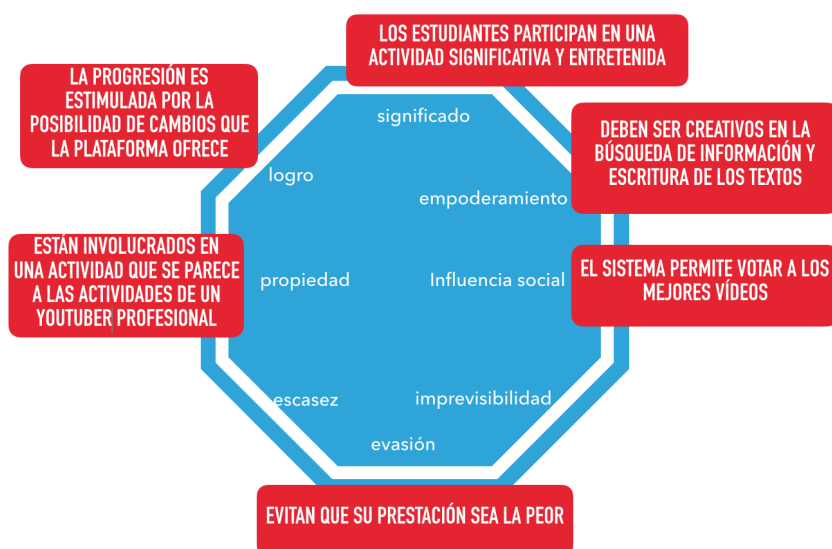 LOS ESTUDIANTES PARTICIPAN EN UNA
ACTIVIDAD SIGNIFICATIVA Y ENTRETENIDA
LA PROGRESIÓN ES
ESTIMULADA POR LA
POSIBILIDAD DE CAMBIOS QUE
LA PLATAFORMA OFRECE
significado
DEBEN SER CREATIVOS EN LA
BÚSQUEDA DE INFORMACIÓN Y
ESCRITURA DE LOS TEXTOS
logro
empoderamiento
ESTÁN INVOLUCRADOS EN
UNA ACTIVIDAD QUE SE PARECE
A LAS ACTIVIDADES DE UN
YOUTUBER PROFESIONAL
propiedad
Influencia social
EL SISTEMA PERMITE VOTAR A LOS
MEJORES VÍDEOS
escasez
imprevisibilidad
evasión
EVITAN QUE SU PRESTACIÓN SEA LA PEOR